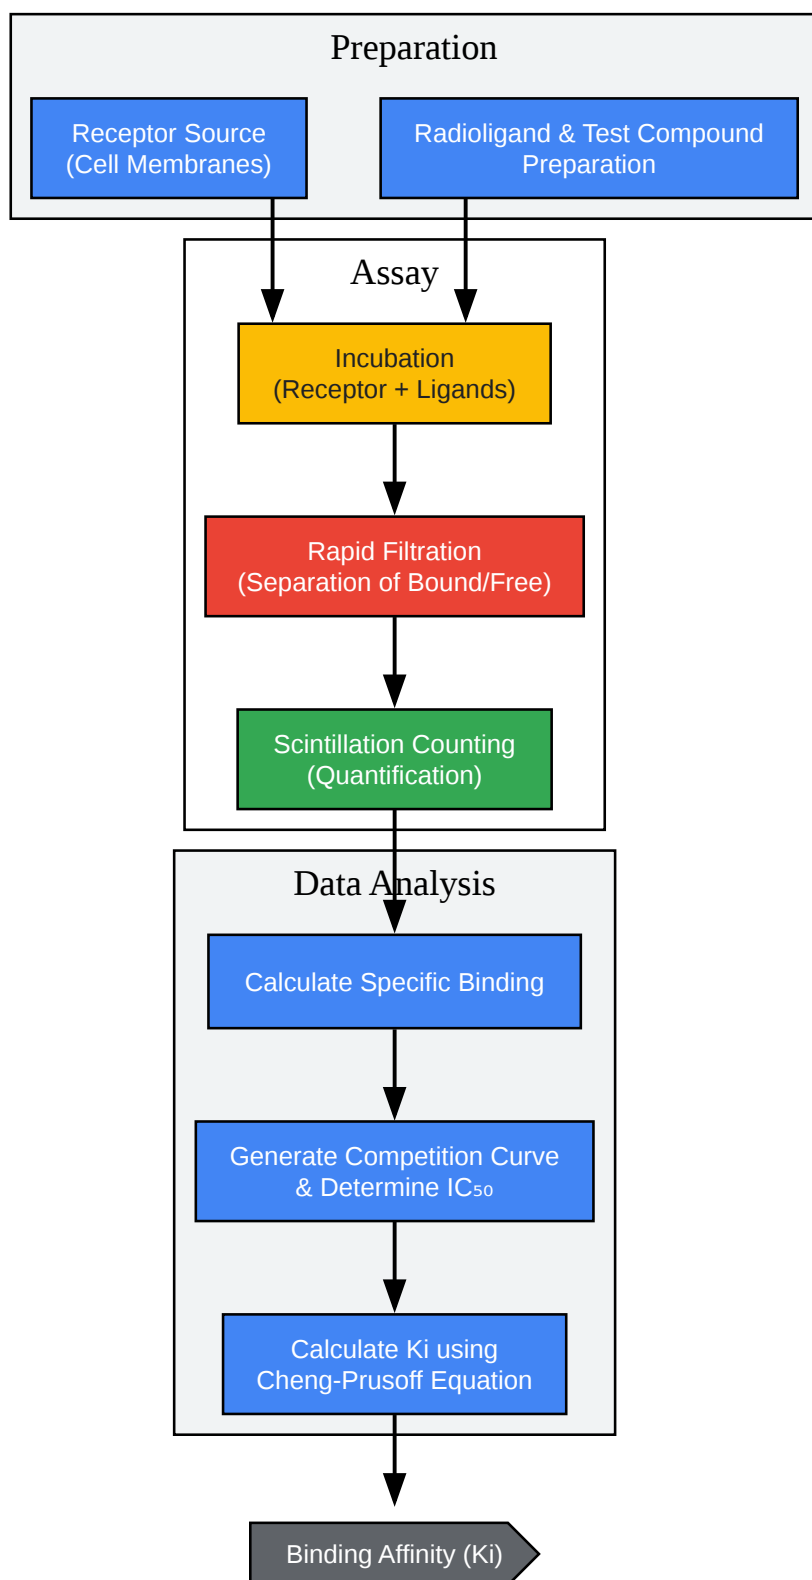 Preparation
Receptor Source
(Cell Membranes)
Radioligand & Test Compound
Preparation
Assay
Incubation
(Receptor + Ligands)
Rapid Filtration
(Separation of Bound/Free)
Scintillation Counting
(Quantification)
Data Analysis
Calculate Specific Binding
Generate Competition Curve
& Determine IC₅₀
Calculate Ki using
Cheng-Prusoff Equation
Binding Affinity (Ki)